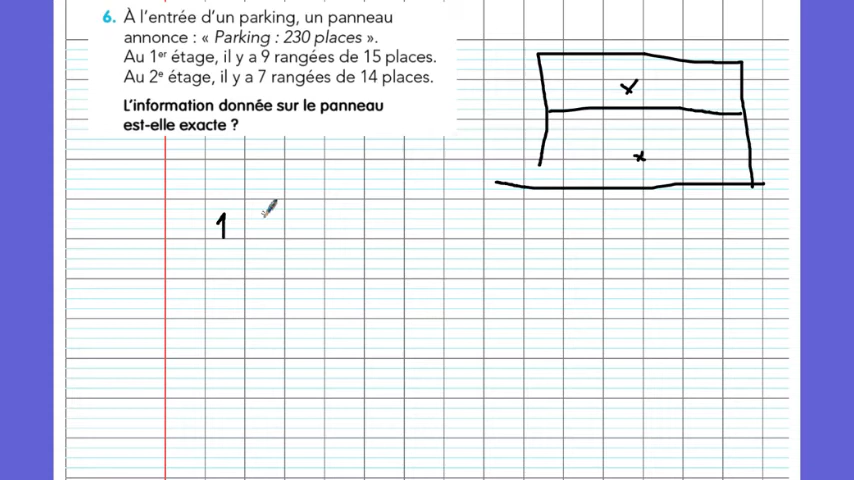 6. À l'entrée d'un parking, un panneau
annonce : « Parking : 230 places ».
Au 1er étage, il y a 9 rangées de 15 places.
Au 2e étage, il y a 7 rangées de 14 places.
L'information donnée sur le panneau
est-elle exacte ?
1